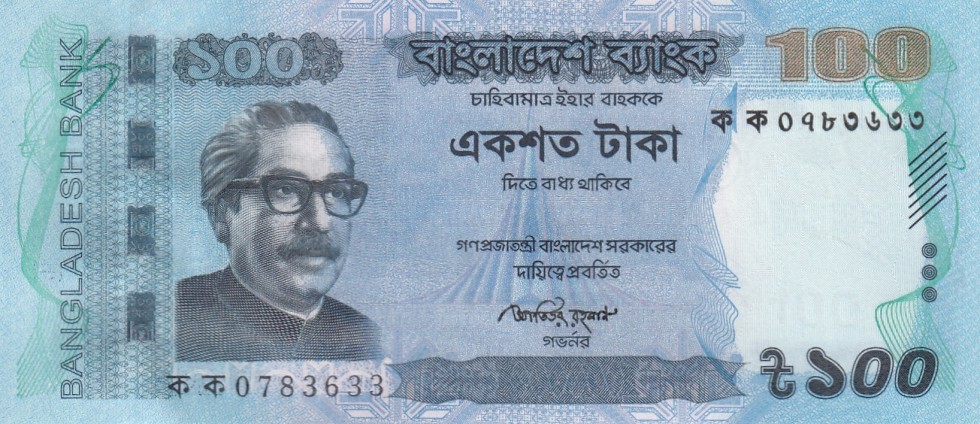 BANGLADESH BANK
১০০
বাংলাদেশ ব্যাংক
100
চাহিবামাত্র ইহার বাহককে
ক ক ০৭৮৩৬৩৩
একশত টাকা
দিতে বাধ্য থাকিবে
গণপ্রজাতন্ত্রী বাংলাদেশ সরকারের
দায়িত্বে প্রবর্তিত
আতিউর রহমান
গভর্নর
ক ক 0783633
৳১০০